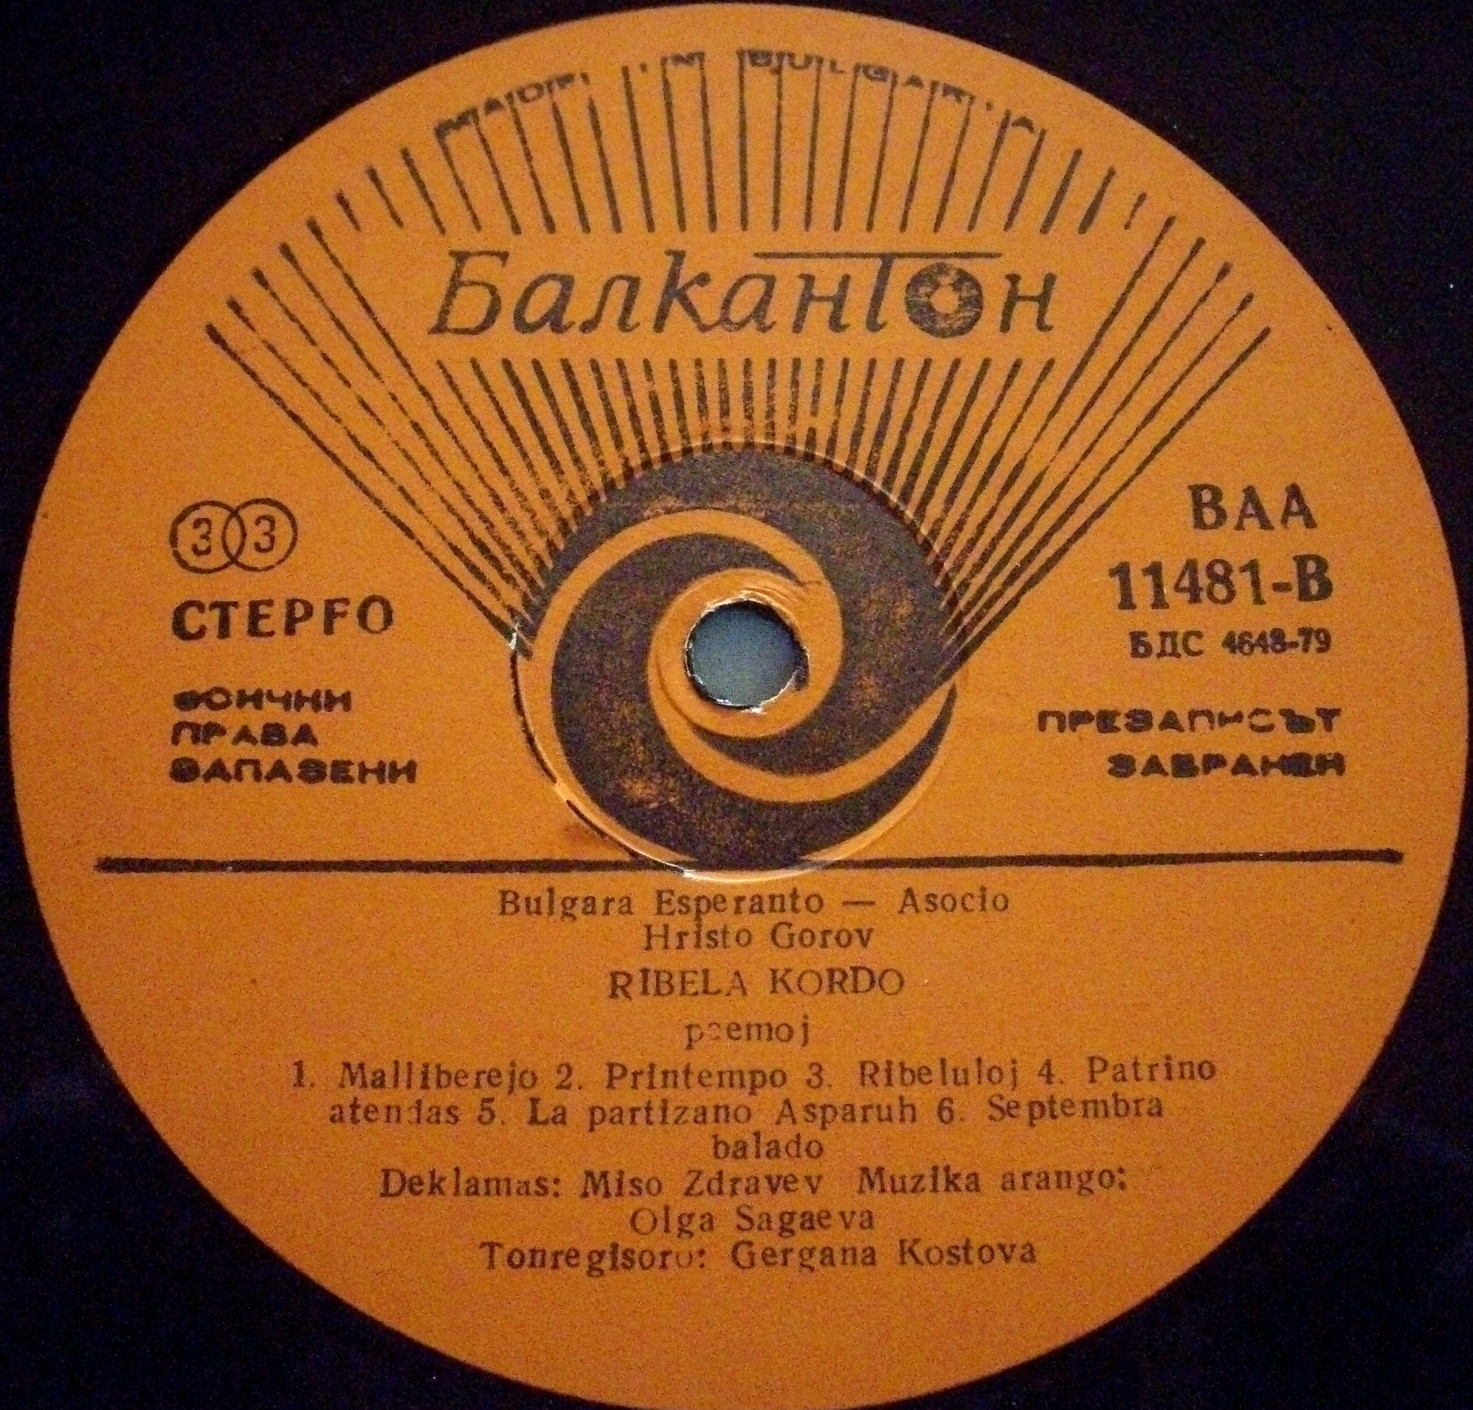 MADE IN BULGARIA
Балкантон
33
СТЕРЕО
ВСИЧКИ
ПРАВА
ЗАПАЗЕНИ
ВАА
11481-В
БДС 4648-79
ПРЕЗАПИСЪТ
ЗАБРАНЕН
Bulgara Esperanto — Asocio
Hristo Gorov
RIBELA KORDO
poemoj
1. Malliberejo 2. Printempo 3. Ribeluloj 4. Patrino
atendas 5. La partizano Asparuh 6. Septembra
balado
Deklamas: Miso Zdravev Muzika arango:
Olga Sagaeva
Tonregisoro: Gergana Kostova